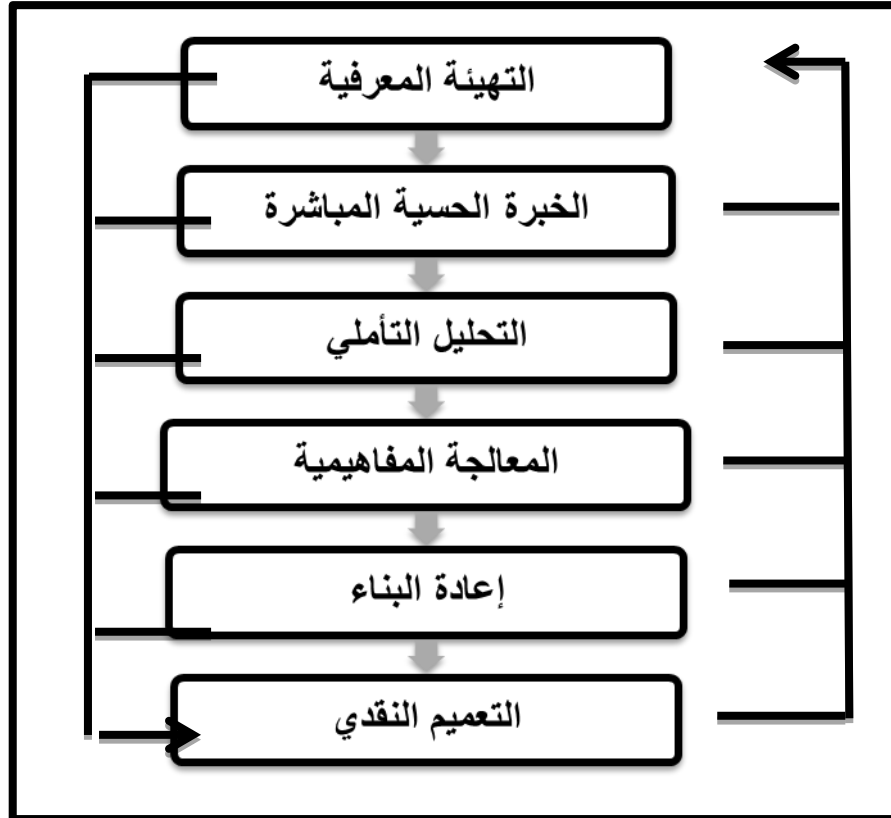 التهيئة المعرفية
الخبرة الحسية المباشرة
التحليل التأملي
المعالجة المفاهيمية
إعادة البناء
التعميم النقدي